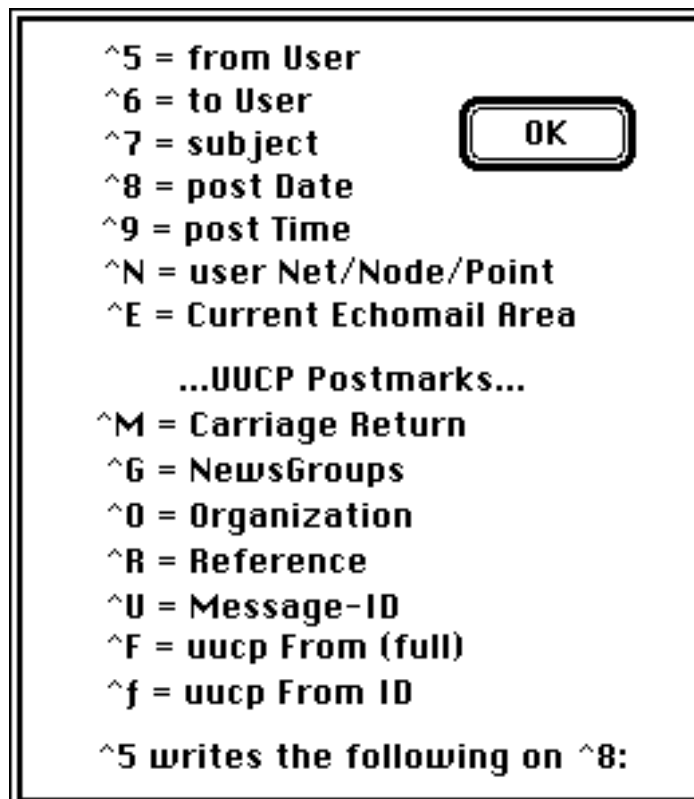 ^5 = from User
^6 = to User
OK
^7 = subject
^8 = post Date
^9 = post Time
^N = user Net/Node/Point
^E = Current Echomail Area
...UUCP Postmarks...
^M = Carriage Return
^G = NewsGroups
^O = Organization
^R = Reference
^U = Message-ID
^F = uucp From (full)
^f = uucp From ID
^5 writes the following on ^8: